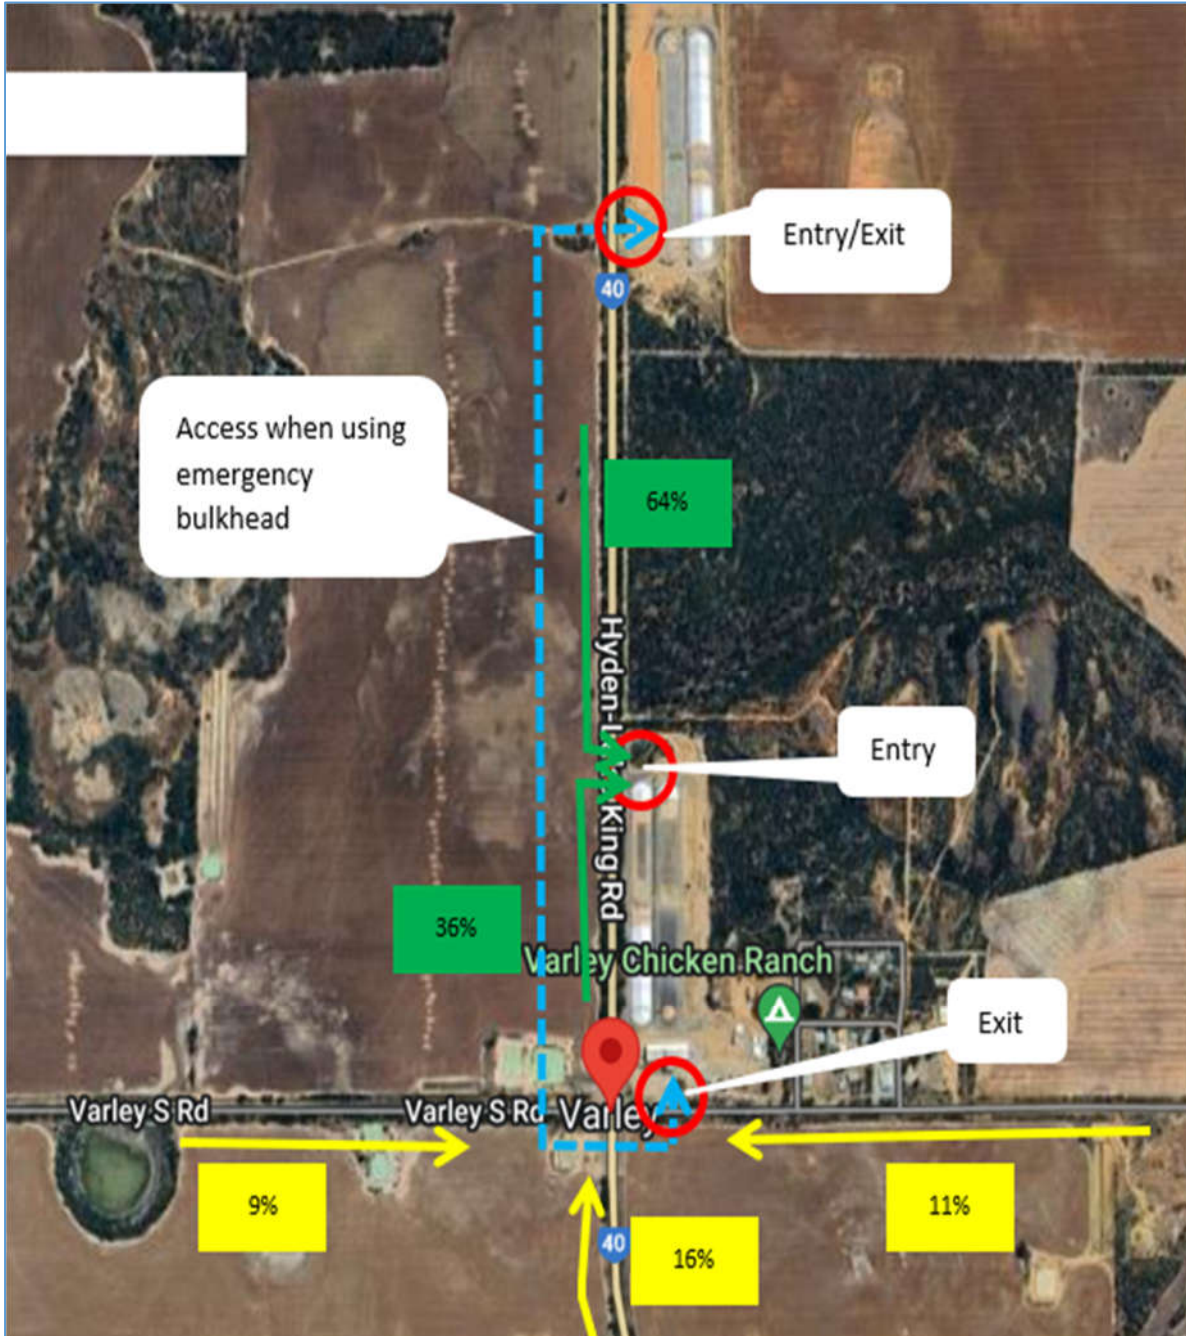 Entry/Exit
40
Access when using
emergency
bulkhead
64%
Hyden-L
King Rd
Entry
36%
Varley Chicken Ranch
Exit
Varley S Rd
Varley S Rd
Varley
9%
11%
40
16%